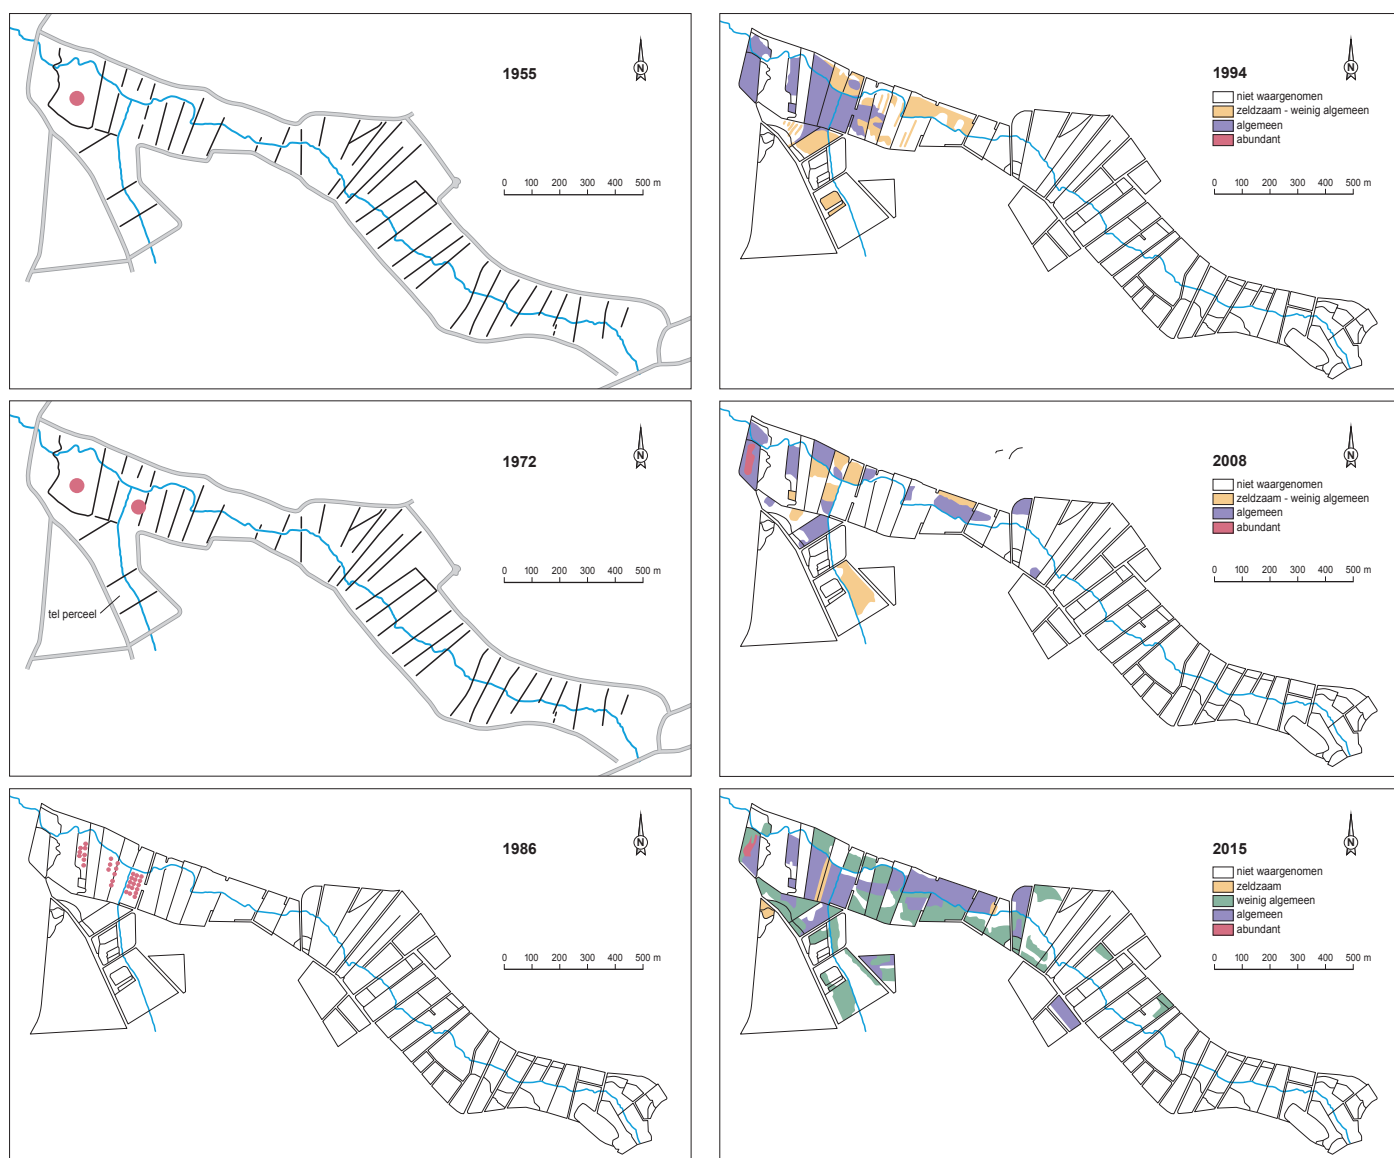 1955
N
0 100 200 300 400 500 m
1972
N
tel perceel
0 100 200 300 400 500 m
1986
N
0 100 200 300 400 500 m
1994
N
niet waargenomen
zeldzaam - weinig algemeen
algemeen
abundant
0 100 200 300 400 500 m
2008
N
niet waargenomen
zeldzaam - weinig algemeen
algemeen
abundant
0 100 200 300 400 500 m
2015
N
niet waargenomen
zeldzaam
weinig algemeen
algemeen
abundant
0 100 200 300 400 500 m